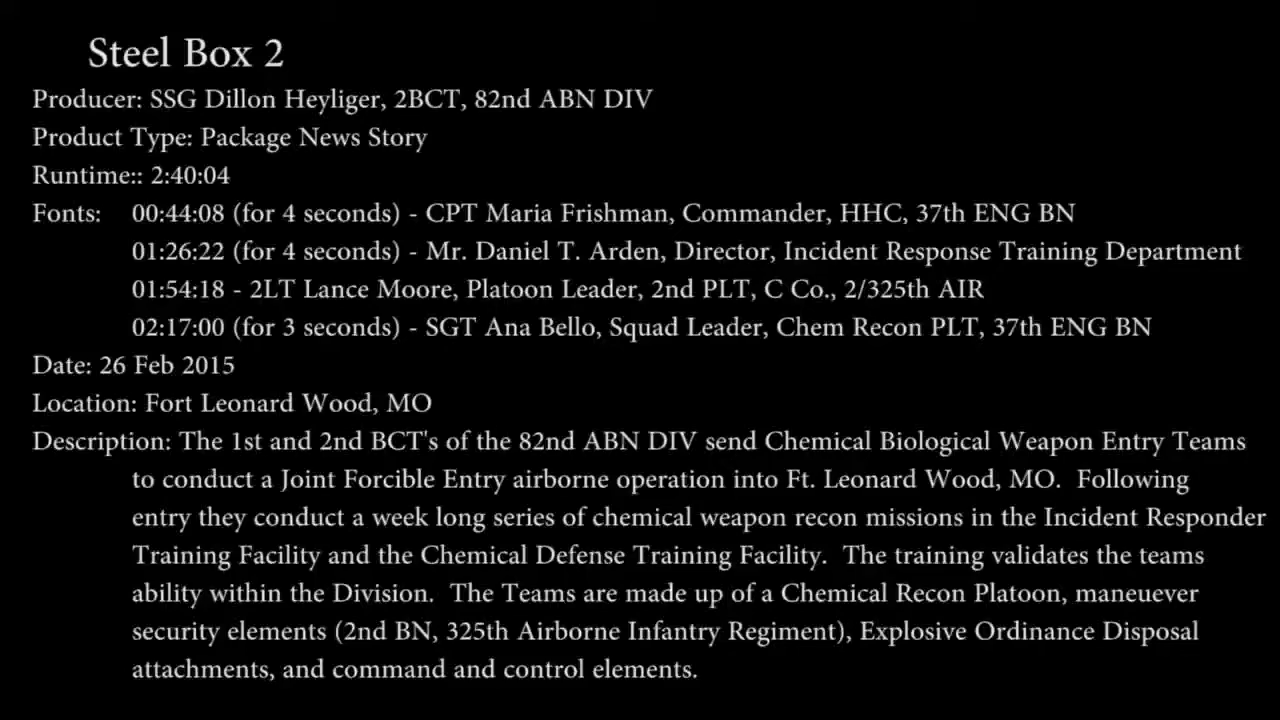 Steel Box 2
Producer: SSG Dillon Heyliger, 2BCT, 82nd ABN DIV
Product Type: Package News Story
Runtime:: 2:40:04
Fonts: 00:44:08 (for 4 seconds) - CPT Maria Frishman, Commander, HHC, 37th ENG BN
01:26:22 (for 4 seconds) - Mr. Daniel T. Arden, Director, Incident Response Training Department
01:54:18 - 2LT Lance Moore, Platoon Leader, 2nd PLT, C Co., 2/325th AIR
02:17:00 (for 3 seconds) - SGT Ana Bello, Squad Leader, Chem Recon PLT, 37th ENG BN
Date: 26 Feb 2015
Location: Fort Leonard Wood, MO
Description: The 1st and 2nd BCT's of the 82nd ABN DIV send Chemical Biological Weapon Entry Teams
to conduct a Joint Forcible Entry airborne operation into Ft. Leonard Wood, MO.  Following
entry they conduct a week long series of chemical weapon recon missions in the Incident Responder
Training Facility and the Chemical Defense Training Facility.  The training validates the teams
ability within the Division.  The Teams are made up of a Chemical Recon Platoon, maneuever
security elements (2nd BN, 325th Airborne Infantry Regiment), Explosive Ordinance Disposal
attachments, and command and control elements.